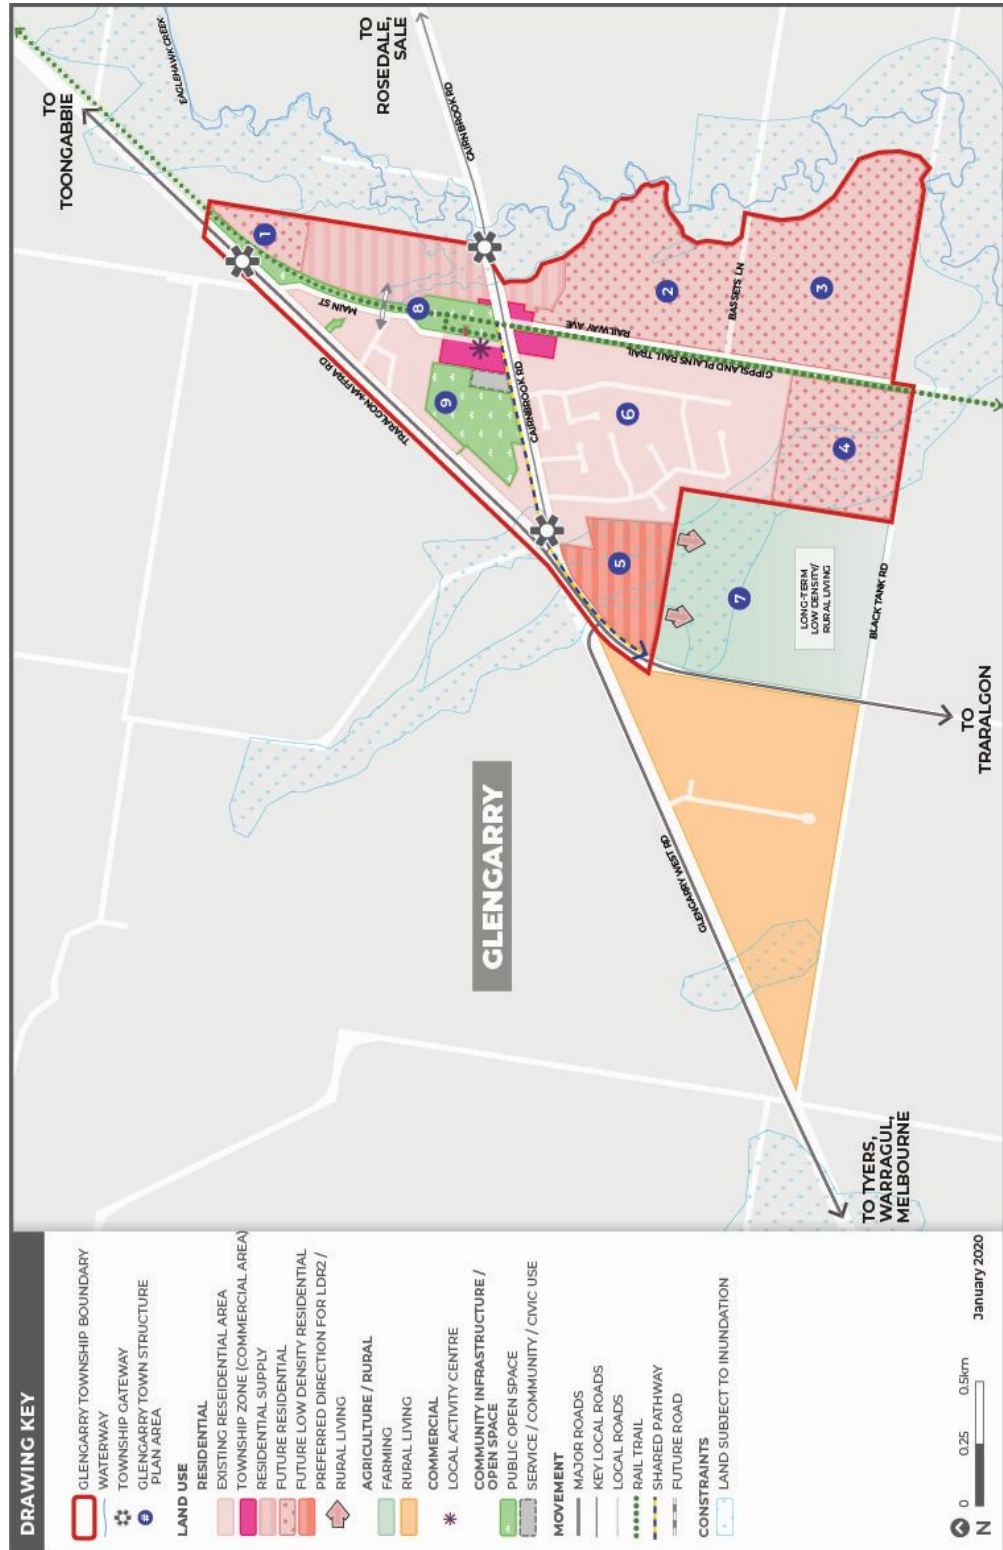 DRAWING KEY
GLENGARRY TOWNSHIP BOUNDARY
WATERWAY
TOWNSHIP GATEWAY
#
GLENGARRY TOWN STRUCTURE
PLAN AREA
LAND USE
RESIDENTIAL
EXISTING RESEIDENTIAL AREA
TOWNSHIP ZONE (COMMERCIAL AREA)
RESIDENTIAL SUPPLY
FUTURE RESIDENTIAL
FUTURE LOW DENSITY RESIDENTIAL
PREFERRED DIRECTION FOR LDR2 /
RURAL LIVING
AGRICULTURE / RURAL
FARMING
RURAL LIVING
COMMERCIAL
LOCAL ACTIVITY CENTRE
COMMUNITY INFRASTRUCTURE /
OPEN SPACE
PUBLIC OPEN SPACE
SERVICE / COMMUNITY / CIVIC USE
MOVEMENT
MAJOR ROADS
KEY LOCAL ROADS
LOCAL ROADS
RAIL TRAIL
SHARED PATHWAY
FUTURE ROAD
CONSTRAINTS
LAND SUBJECT TO INUNDATION
N
0
0.25
0.5km
January 2020
GLENGARRY
TO
TOONGABBIE
EAGLEHAWK CREEK
TO
ROSEDALE,
SALE
CAIRNBROOK RD
1
MAIN ST
8
TRARALGON-MAFFRA RD
9
CAIRNBROOK RD
RAILWAY AVE
GIPPSLAND PLAINS RAIL TRAIL
2
BASSETS LN
3
6
4
5
7
LONG-TERM
LOW DENSITY/
RURAL LIVING
BLACK TANK RD
GLENGARRY WEST RD
TO
TRARALGON
TO TYERS,
WARRAGUL,
MELBOURNE